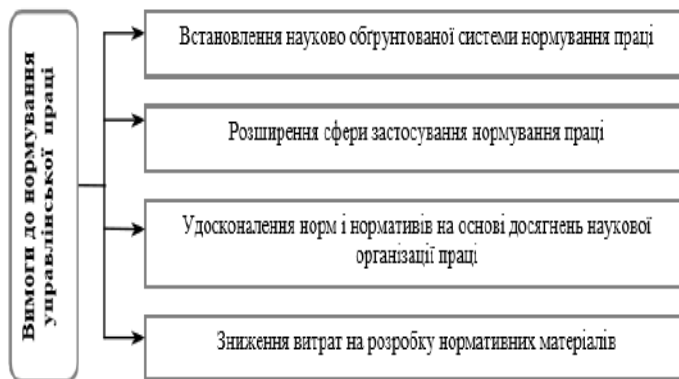 Вимоги до нормування
управлінської праці
Встановлення науково обґрунтованої системи нормування праці
Розширення сфери застосування нормування праці
Удосконалення норм і нормативів на основі досягнень наукової
організації праці
Зниження витрат на розробку нормативних матеріалів